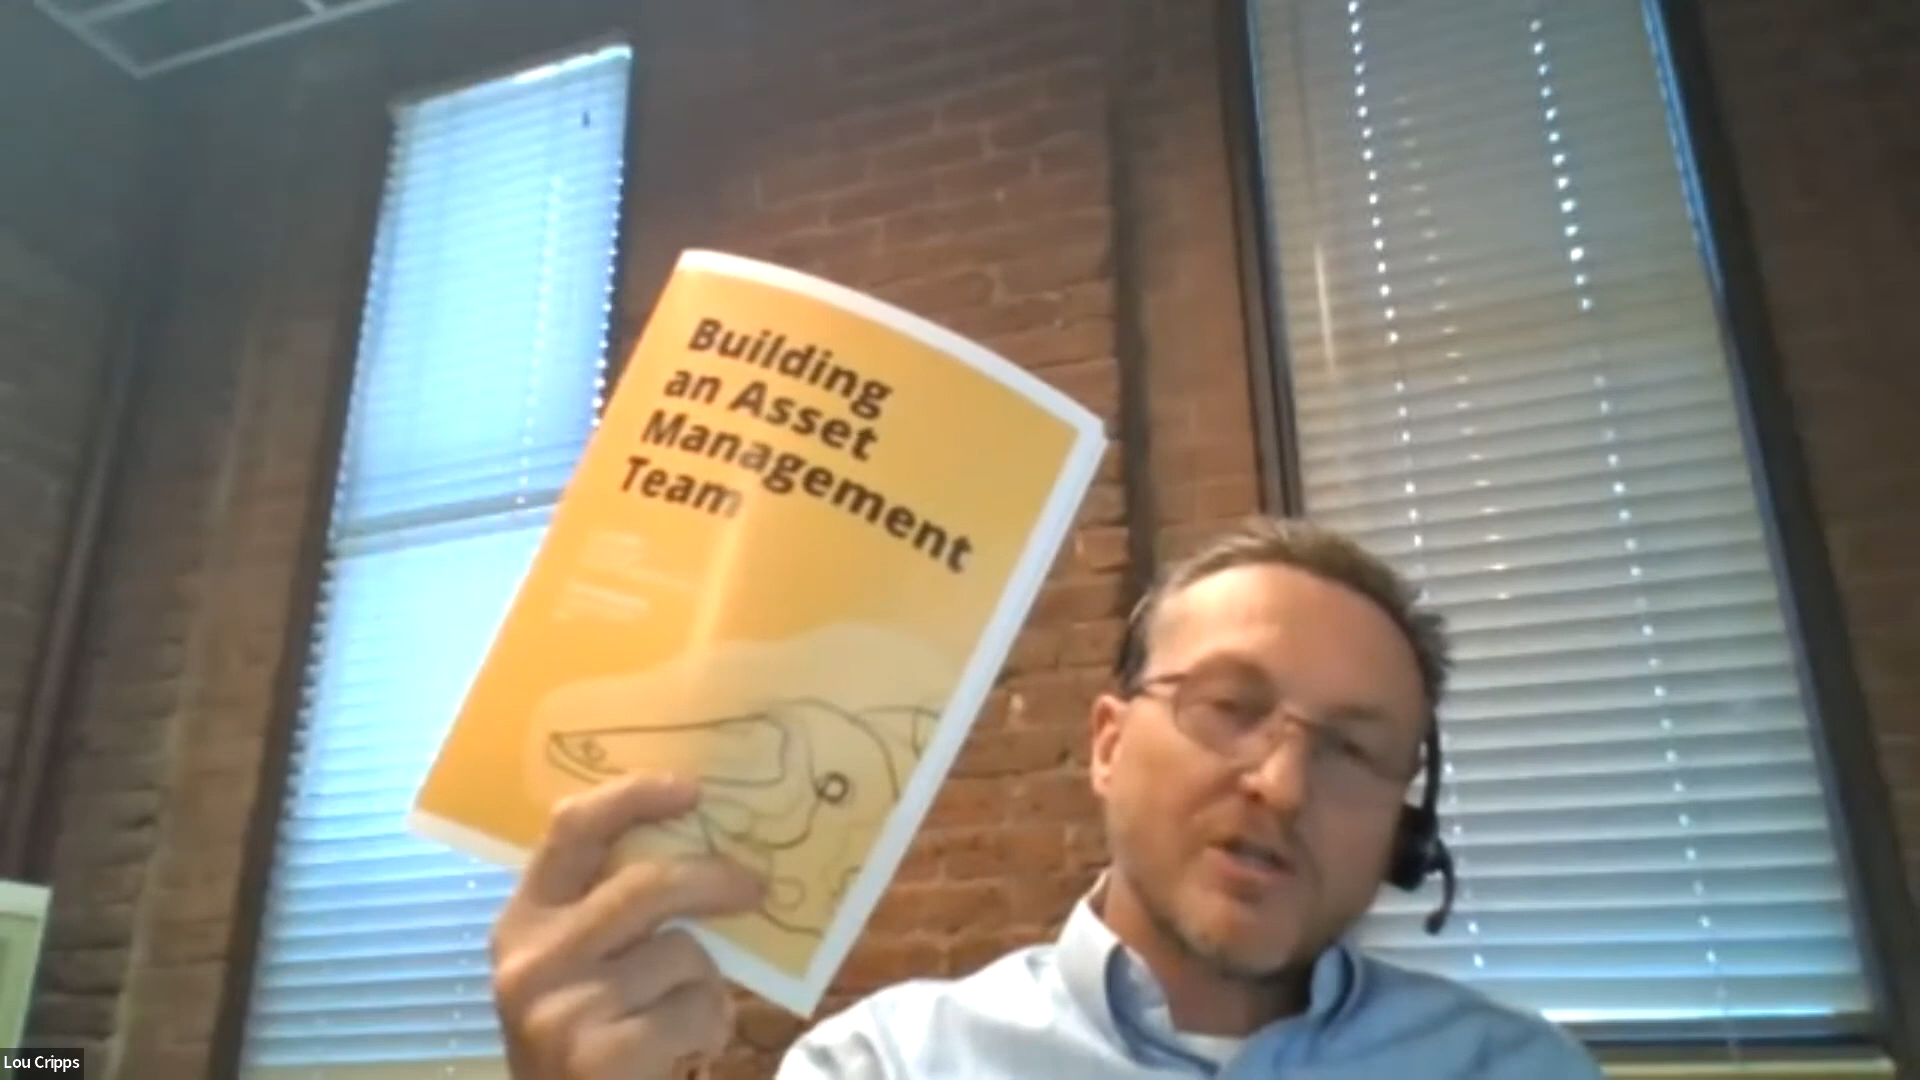 Building
an Asset
Management
Team
Lou Cripps